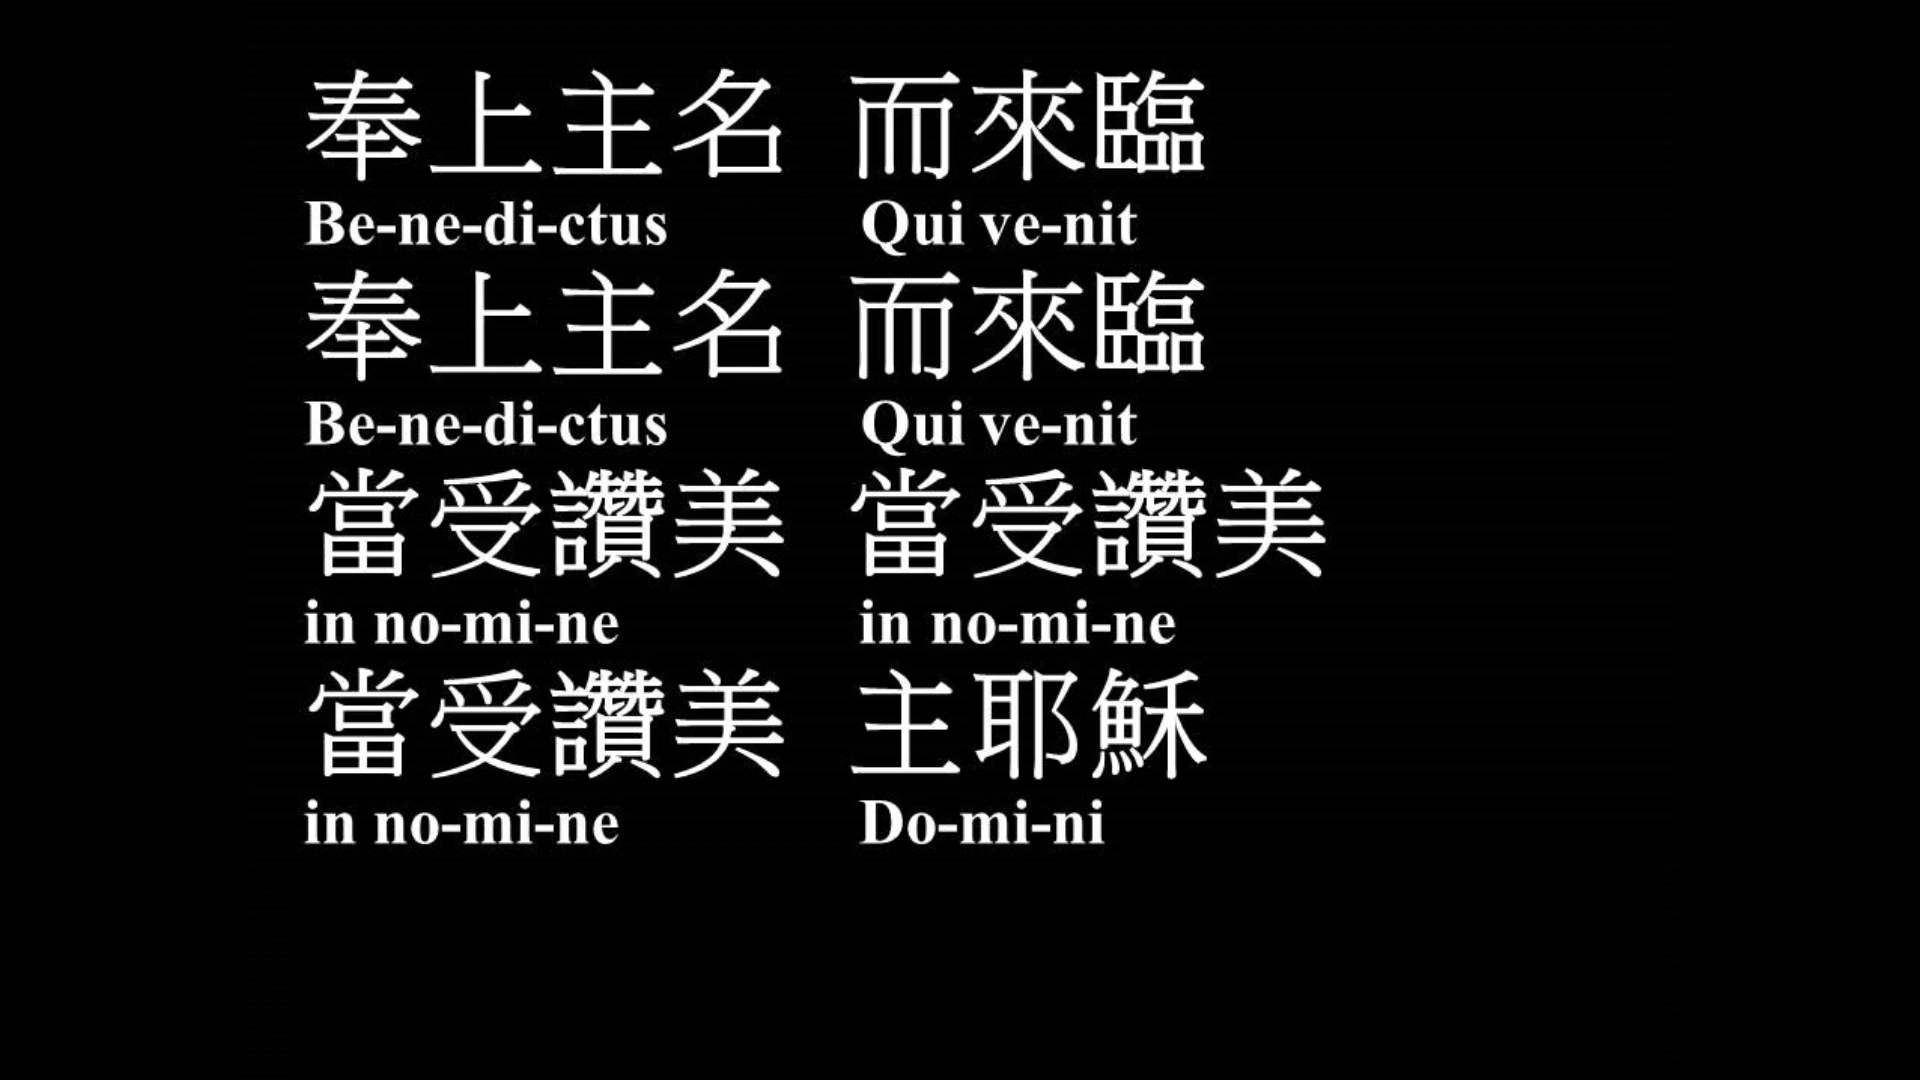 奉上主名 而來臨
Be-ne-di-ctus Qui ve-nit
奉上主名 而來臨
Be-ne-di-ctus Qui ve-nit
當受讚美 當受讚美
in no-mi-ne in no-mi-ne
當受讚美 主耶穌
in no-mi-ne Do-mi-ni